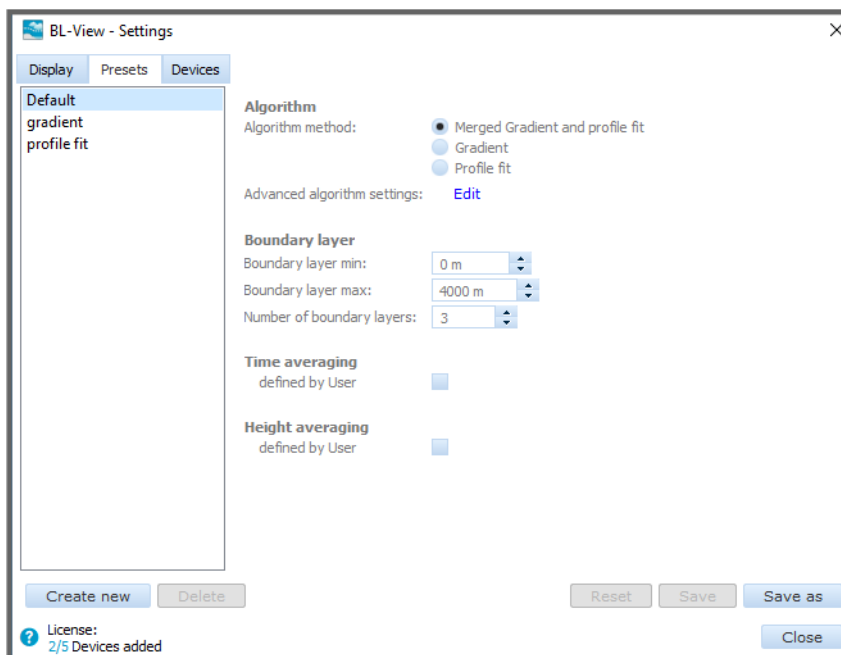 BL-View - Settings
Display Presets Devices
Default
gradient
profile fit
Algorithm
Algorithm method: Merged Gradient and profile fit
Gradient
Profile fit
Advanced algorithm settings: Edit
Boundary layer
Boundary layer min: 0 m
Boundary layer max: 4000 m
Number of boundary layers: 3
Time averaging
defined by User
Height averaging
defined by User
Create new Delete Reset Save Save as
? License:
2/5 Devices added
Close